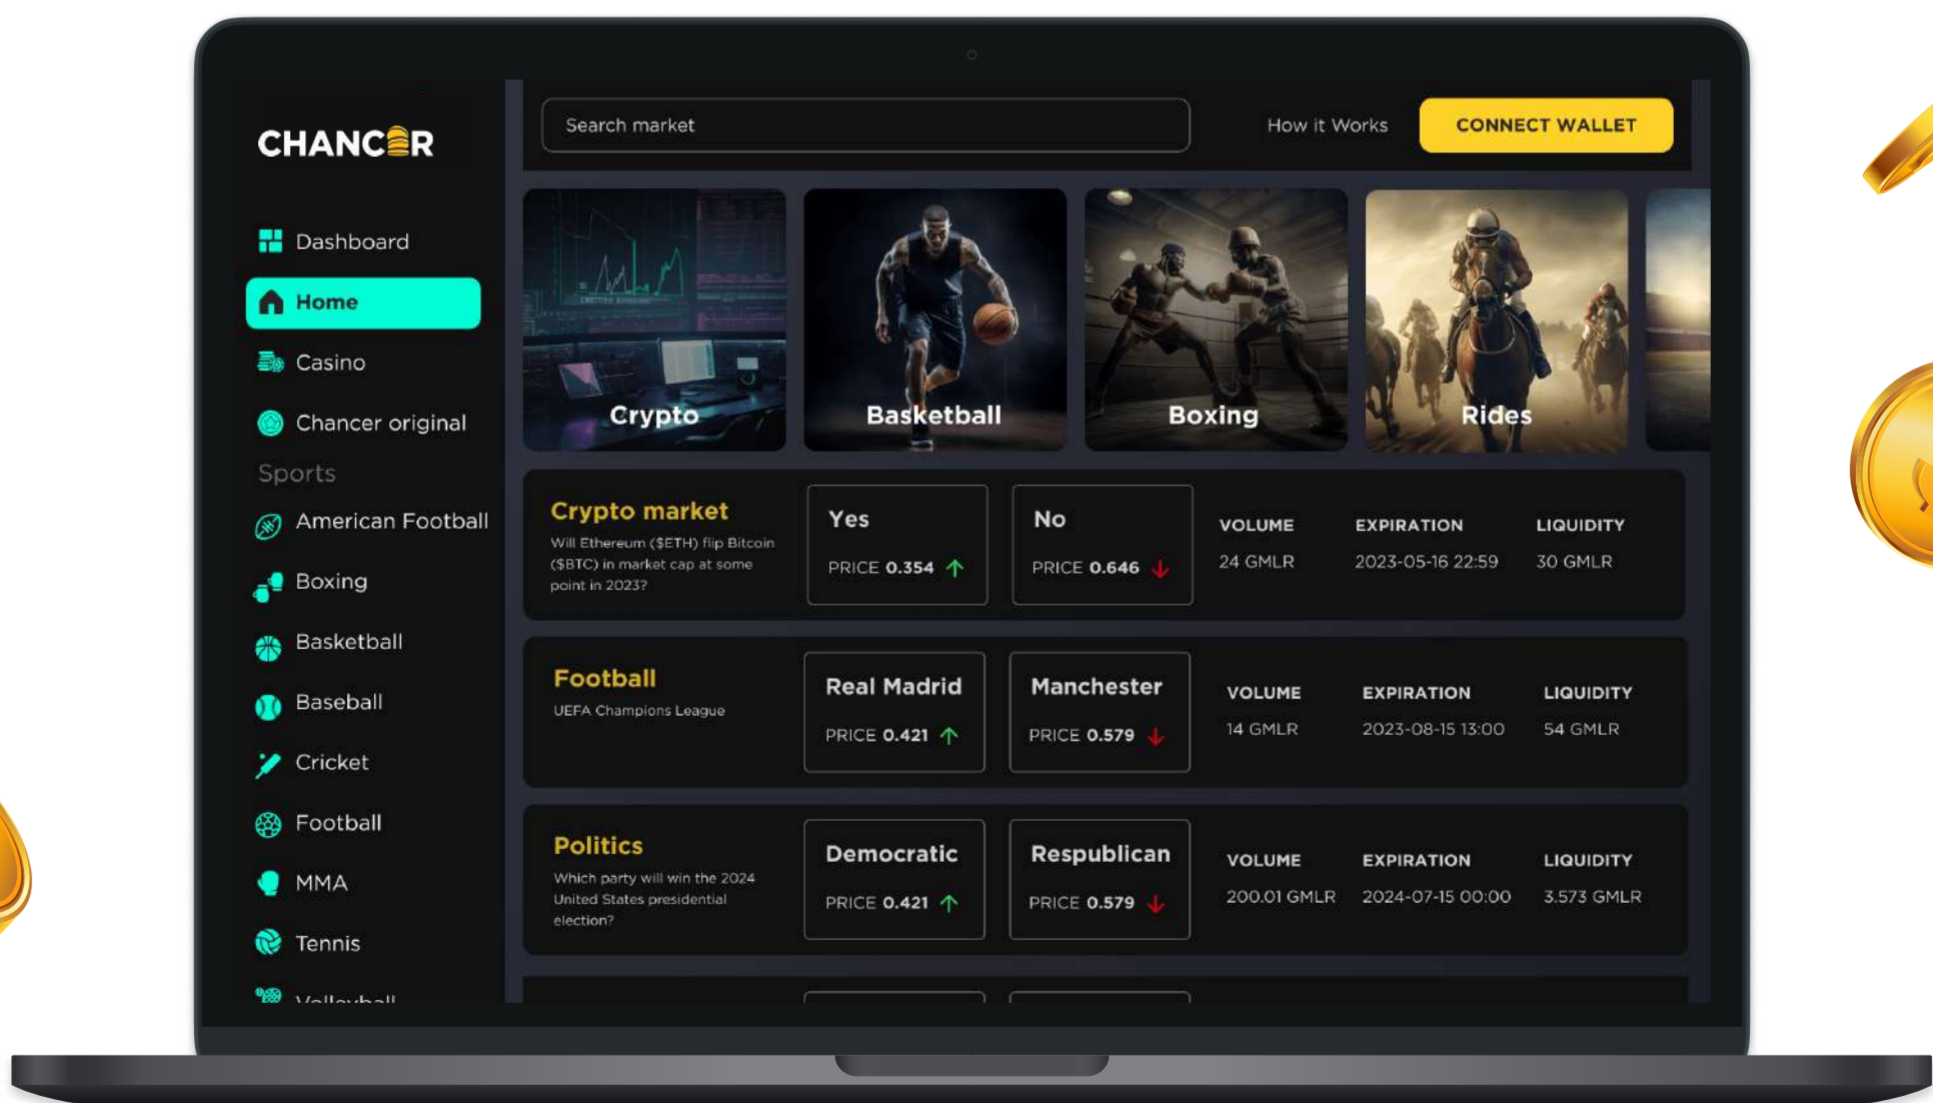 CHANCER
Dashboard
Home
Casino
Chancer original
Sports
American Football
Boxing
Basketball
Baseball
Cricket
Football
MMA
Tennis
Volleyball
Search market
How it Works
CONNECT WALLET
Crypto
Basketball
Boxing
Rides
Crypto market
Will Ethereum ($ETH) flip Bitcoin
($BTC) in market cap at some
point in 2023?
Yes
PRICE 0.354
No
PRICE 0.646
VOLUME
24 GMLR
EXPIRATION
2023-05-16 22:59
LIQUIDITY
30 GMLR
Football
UEFA Champions League
Real Madrid
PRICE 0.421
Manchester
PRICE 0.579
VOLUME
14 GMLR
EXPIRATION
2023-08-15 13:00
LIQUIDITY
54 GMLR
Politics
Which party will win the 2024
United States presidential
election?
Democratic
PRICE 0.421
Respublican
PRICE 0.579
VOLUME
200.01 GMLR
EXPIRATION
2024-07-15 00:00
LIQUIDITY
3.573 GMLR